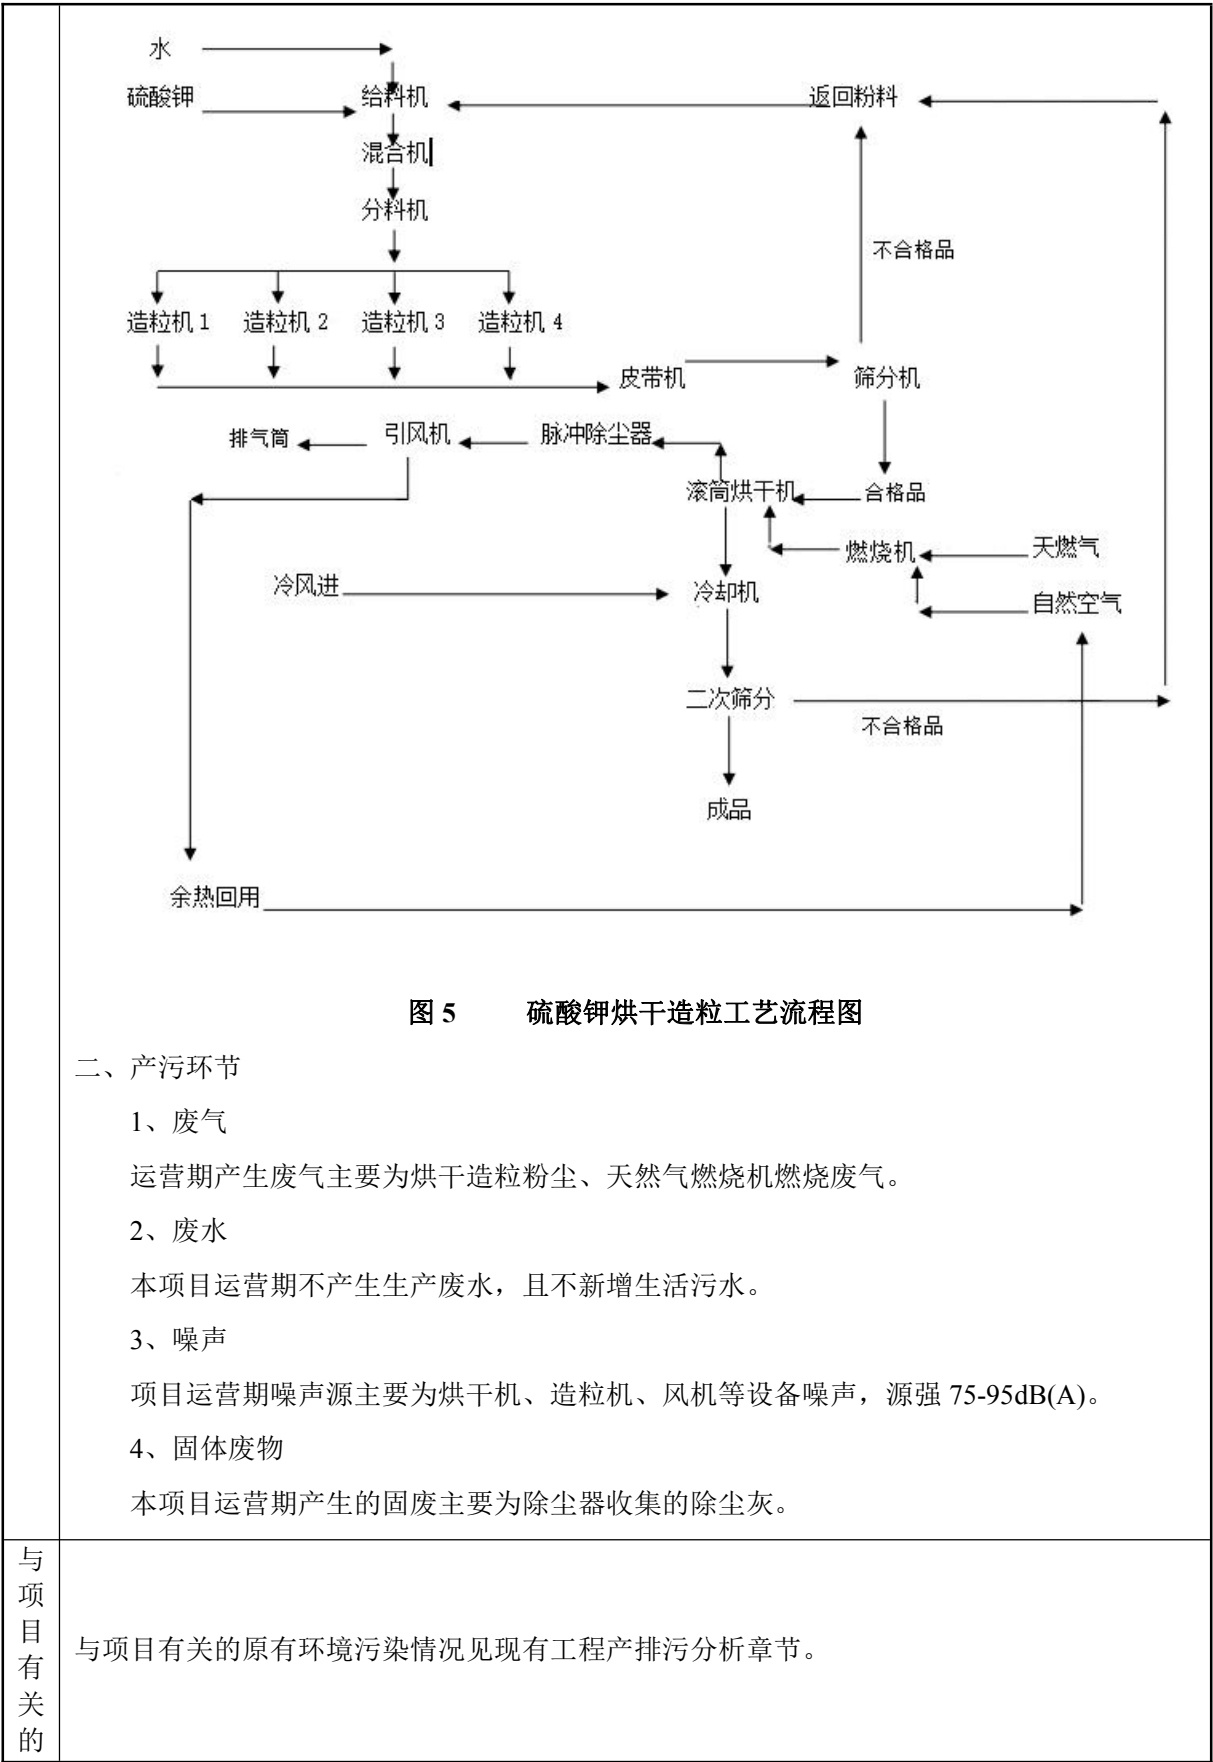 水
硫酸钾
给料机
返回粉料
混合机
分料机
不合格品
造粒机 1
造粒机 2
造粒机 3
造粒机 4
皮带机
筛分机
排气筒
引风机
脉冲除尘器
滚筒烘干机
合格品
燃烧机
天燃气
冷风进
冷却机
自然空气
二次筛分
不合格品
成品
余热回用
图 5 硫酸钾烘干造粒工艺流程图
二、产污环节
1、废气
运营期产生废气主要为烘干造粒粉尘、天然气燃烧机燃烧废气。
2、废水
本项目运营期不产生生产废水，且不新增生活污水。
3、噪声
项目运营期噪声源主要为烘干机、造粒机、风机等设备噪声，源强 75-95dB(A)。
4、固体废物
本项目运营期产生的固废主要为除尘器收集的除尘灰。
与
项
目
有
关
的
与项目有关的原有环境污染情况见现有工程产排污分析章节。